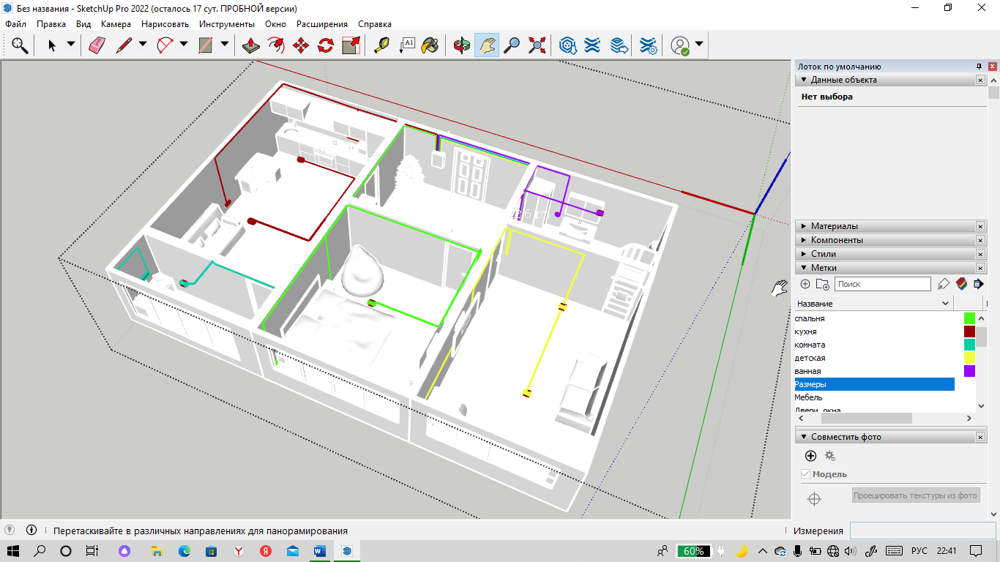 Без названия - SketchUp Pro 2022 (осталось 17 сут. ПРОБНОЙ версии)
Файл Правка Вид Камера Нарисовать Инструменты Окно Расширения Справка
A1
Лоток по умолчанию
Данные объекта
Нет выбора
Материалы
Компоненты
Стили
Метки
Поиск
Название
спальня
кухня
комната
детская
ванная
Размеры
Мебель
Двери, окна
Совместить фото
Модель
Проецировать текстуры из фото
Перетаскивайте в различных направлениях для панорамирования
Измерения
60% РУС 22:41